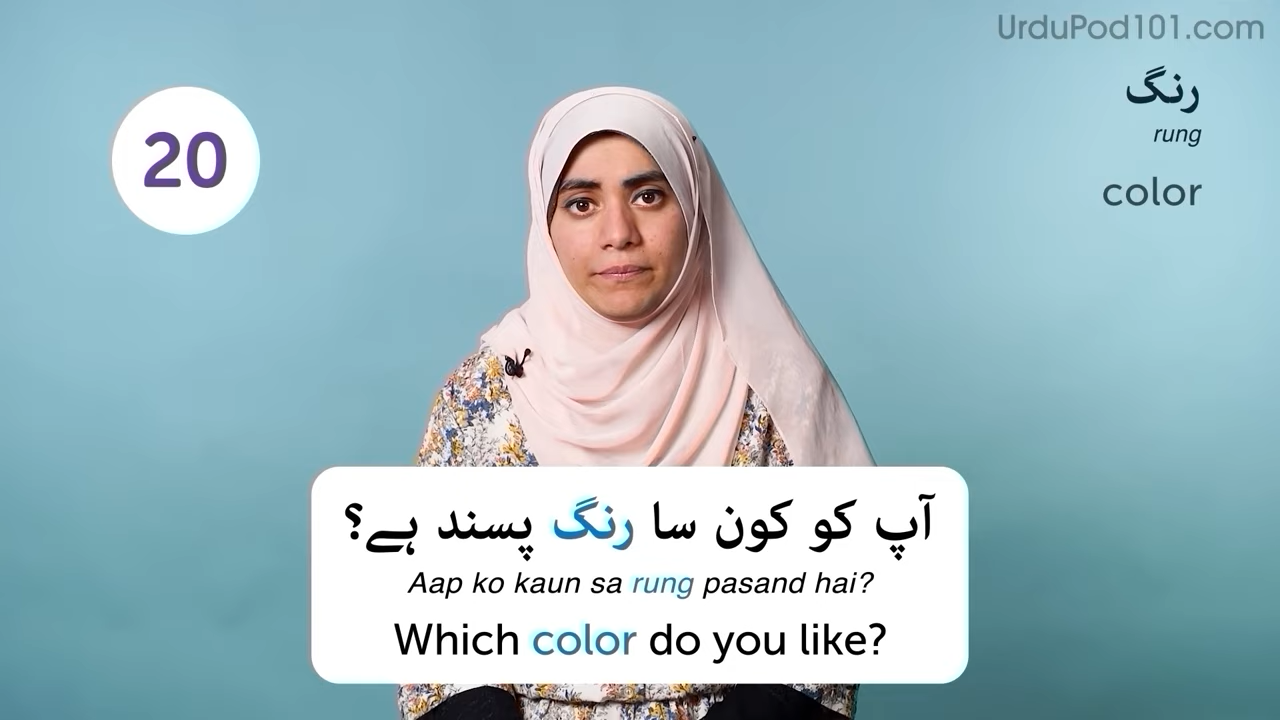 UrduPod101.com
20
رنگ
rung
color
آپ کو کون سا رنگ پسند ہے؟
Aap ko kaun sa rung pasand hai?
Which color do you like?